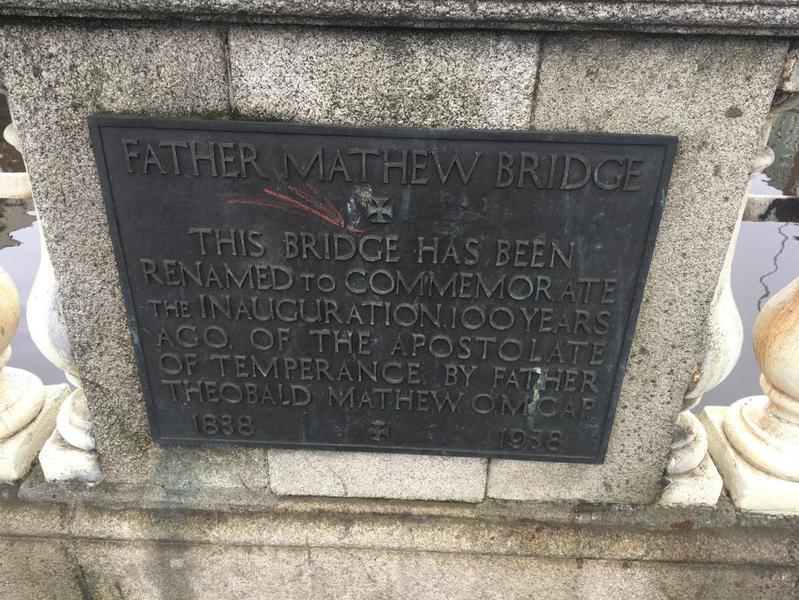 FATHER MATHEW BRIDGE
THIS BRIDGE HAS BEEN
RENAMED TO COMMEMORATE
THE INAUGURATION, 100 YEARS
AGO, OF THE APOSTOLATE
OF TEMPERANCE, BY FATHER
THEOBALD MATHEW. O.M.CAP.
1838 1938